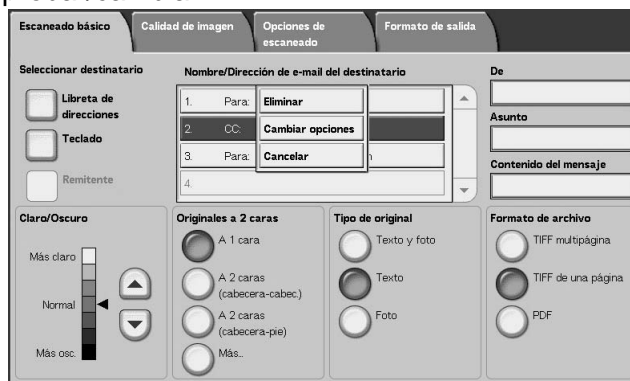 Escaneado básico
Calidad de imagen
Opciones de
escaneado
Formato de salida
Seleccionar destinatario
Nombre/Dirección de e-mail del destinatario
De
Libreta de
direcciones
Teclado
Remitente
1. Para:
2. CC:
3. Para:
4.
Eliminar
Cambiar opciones
Cancelar
Asunto
Contenido del mensaje
Claro/Oscuro
Más claro
Normal
Más osc.
Originales a 2 caras
A 1 cara
A 2 caras
(cabecera-cabec.)
A 2 caras
(cabecera-pie)
Más...
Tipo de original
Texto y foto
Texto
Foto
Formato de archivo
TIFF multipágina
TIFF de una página
PDF